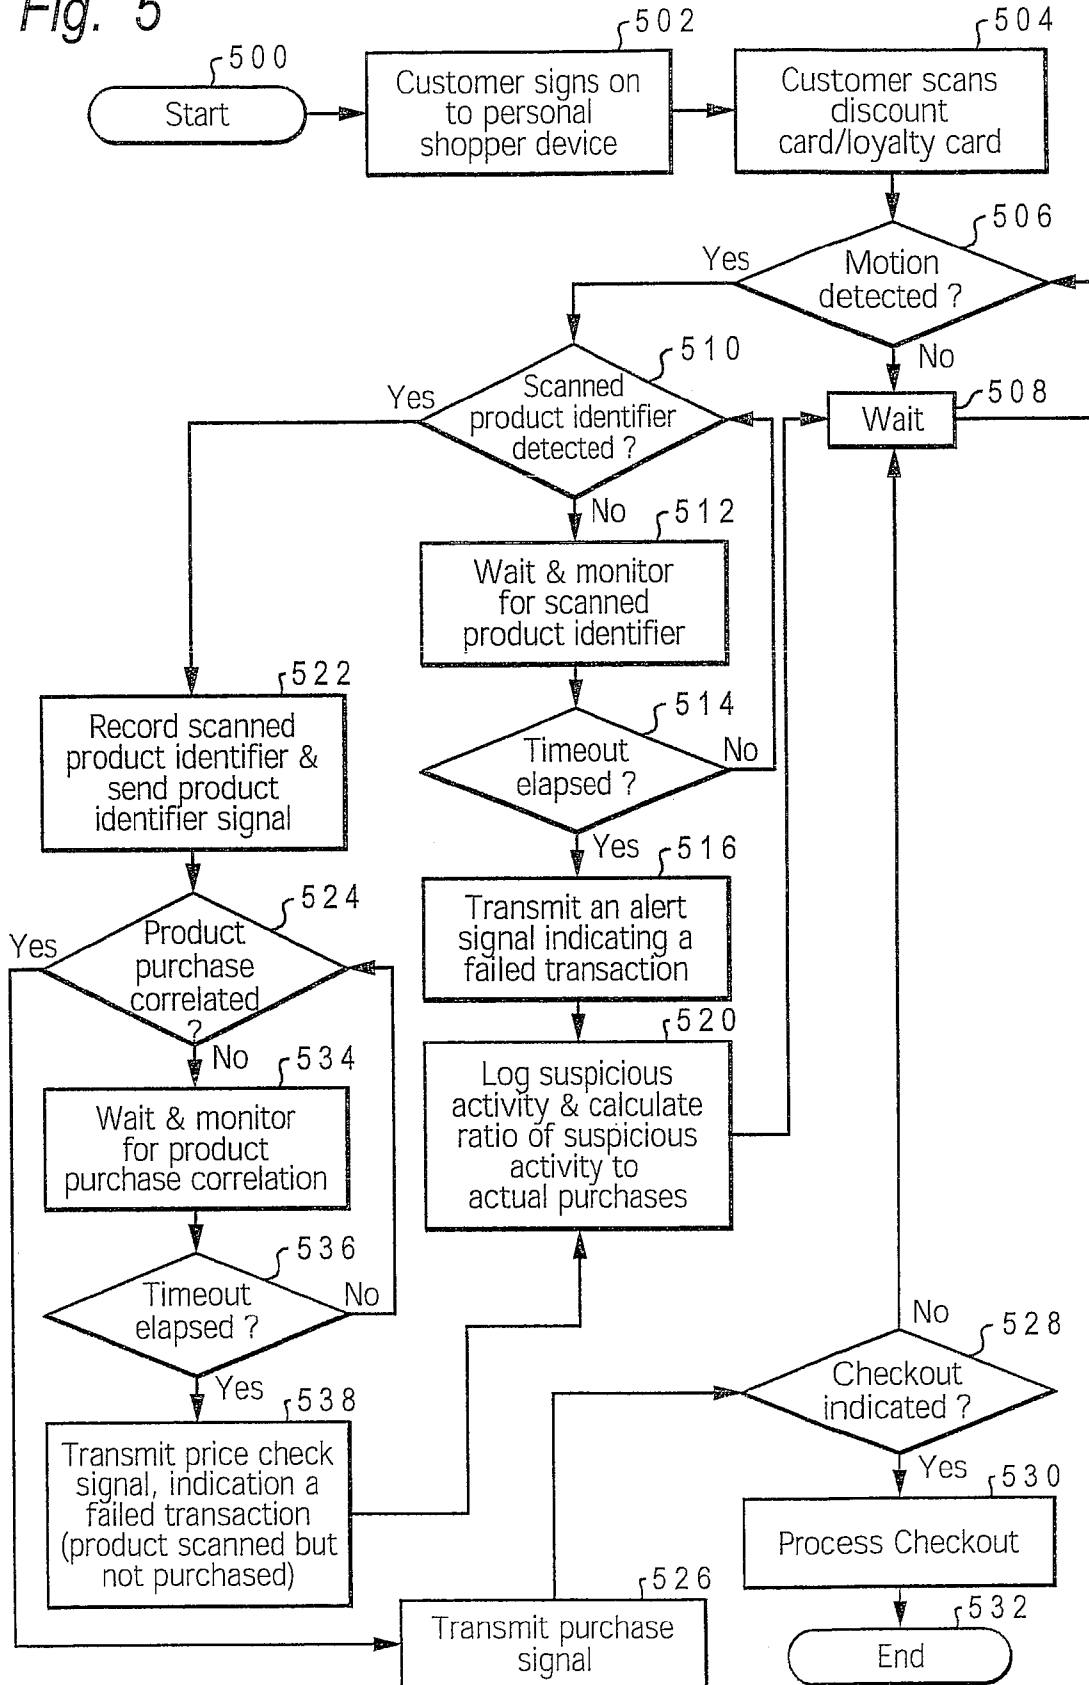 Fig. 5
500
Start
502
Customer signs on
to personal
shopper device
504
Customer scans
discount
card/loyalty card
506
Motion
detected ?
Yes
No
508
Wait
510
Scanned
product identifier
detected ?
Yes
No
512
Wait & monitor
for scanned
product identifier
514
Timeout
elapsed ?
No
Yes
516
Transmit an alert
signal indicating a
failed transaction
520
Log suspicious
activity & calculate
ratio of suspicious
activity to
actual purchases
522
Record scanned
product identifier &
send product
identifier signal
524
Product
purchase
correlated
?
Yes
No
534
Wait & monitor
for product
purchase correlation
536
Timeout
elapsed ?
No
Yes
538
Transmit price check
signal, indication a
failed transaction
(product scanned but
not purchased)
526
Transmit purchase
signal
528
Checkout
indicated ?
No
Yes
530
Process Checkout
532
End